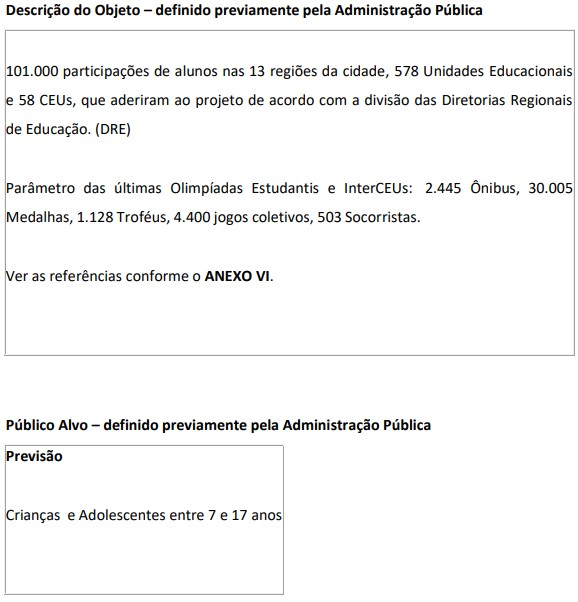 Descrição do Objeto – definido previamente pela Administração Pública
101.000 participações de alunos nas 13 regiões da cidade, 578 Unidades Educacionais
e 58 CEUs, que aderiram ao projeto de acordo com a divisão das Diretorias Regionais
de Educação. (DRE)
Parâmetro das últimas Olimpíadas Estudantis e InterCEUs: 2.445 Ônibus, 30.005
Medalhas, 1.128 Troféus, 4.400 jogos coletivos, 503 Socorristas.
Ver as referências conforme o ANEXO VI.
Público Alvo – definido previamente pela Administração Pública
Previsão
Crianças e Adolescentes entre 7 e 17 anos